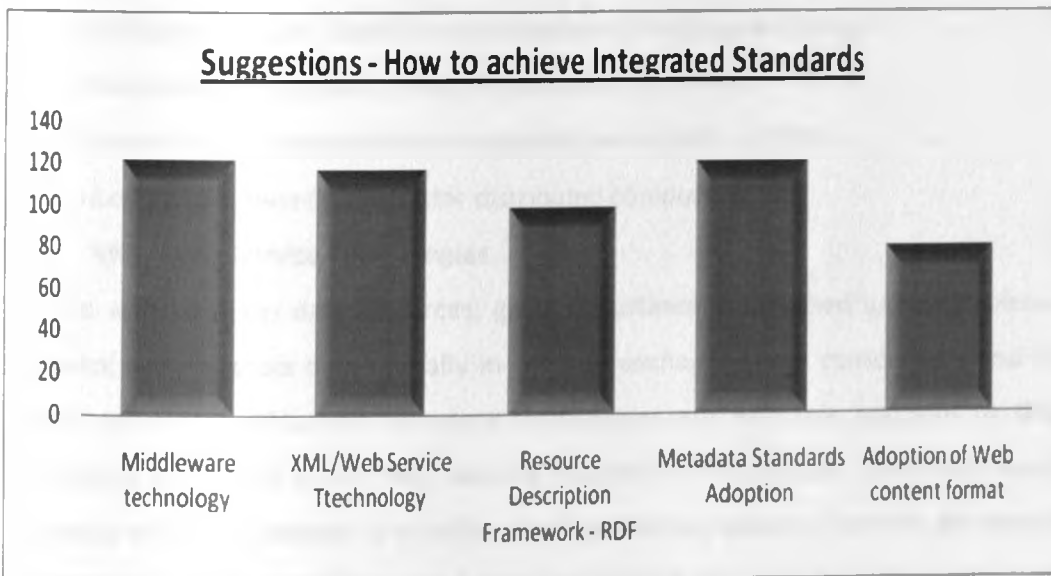 Suggestions - How to achieve Integrated Standards
140
120
100
80
60
40
20
0
Middleware
technology
XML/Web Service
Ttechnology
Resource
Description
Framework - RDF
Metadata Standards
Adoption
Adoption of Web
content format